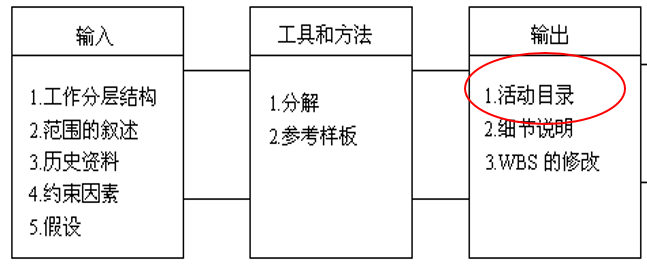 输入
1.工作分层结构
2.范围的叙述
3.历史资料
4.约束因素
5.假设
工具和方法
1.分解
2.参考样板
输出
1.活动目录
2.细节说明
3.WBS 的修改